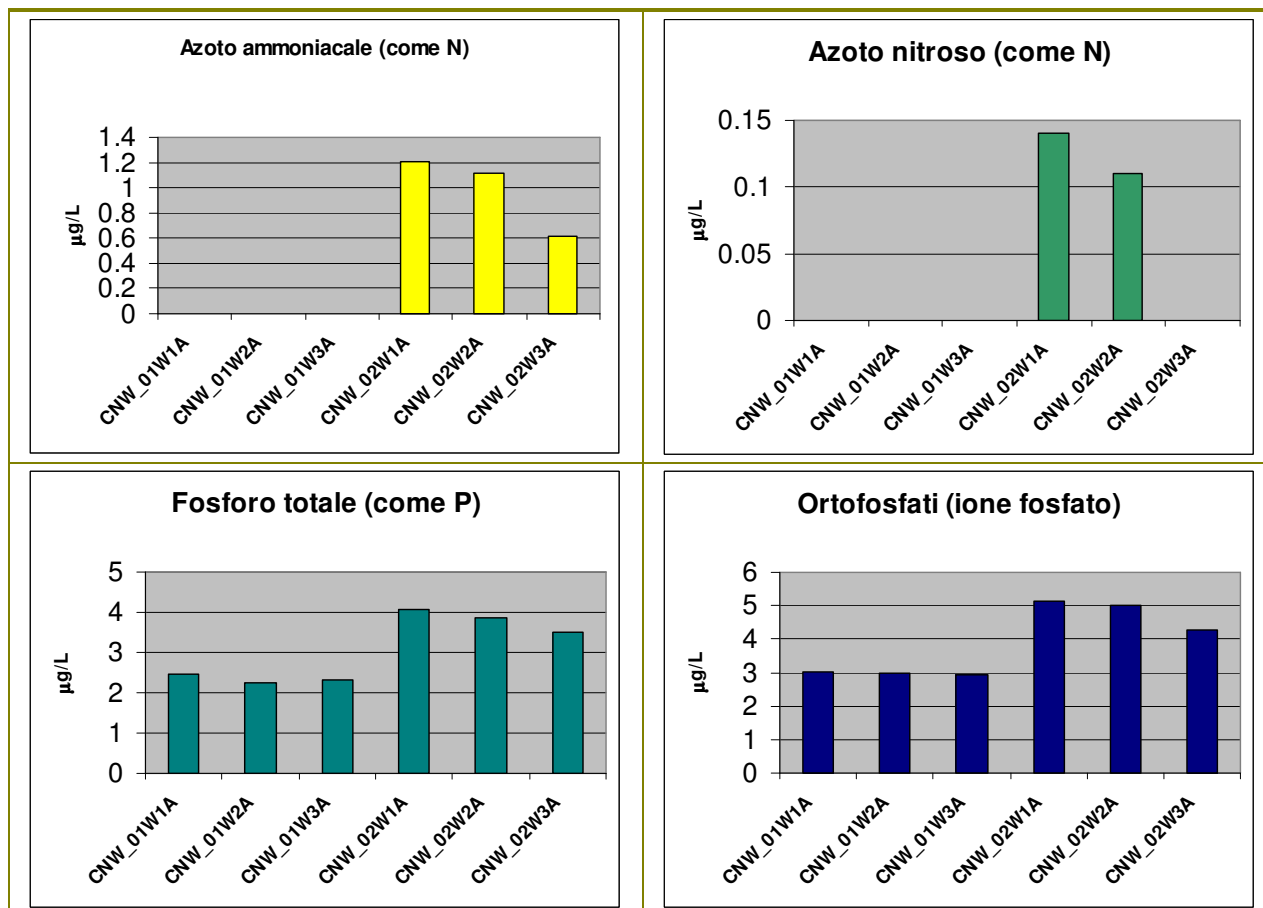 Azoto ammoniacale (come N)
µg/L
1.4
1.2
1
0.8
0.6
0.4
0.2
0
CNW_01W1A
CNW_01W2A
CNW_01W3A
CNW_02W1A
CNW_02W2A
CNW_02W3A
Azoto nitroso (come N)
µg/L
0.15
0.1
0.05
0
CNW_01W1A
CNW_01W2A
CNW_01W3A
CNW_02W1A
CNW_02W2A
CNW_02W3A
Fosforo totale (come P)
µg/L
5
4
3
2
1
0
CNW_01W1A
CNW_01W2A
CNW_01W3A
CNW_02W1A
CNW_02W2A
CNW_02W3A
Ortofosfati (ione fosfato)
µg/L
6
5
4
3
2
1
0
CNW_01W1A
CNW_01W2A
CNW_01W3A
CNW_02W1A
CNW_02W2A
CNW_02W3A